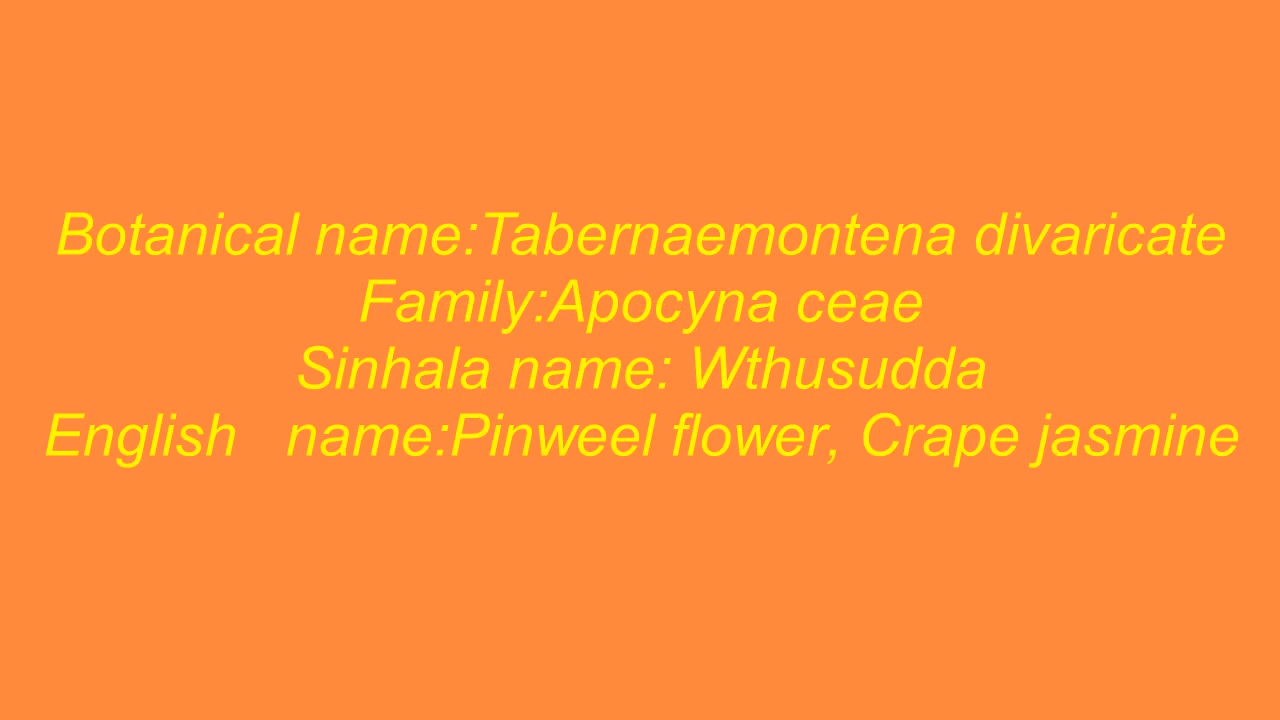 Botanical name:Tabernaemontena divaricate
Family:Apocyna ceae
Sinhala name: Wthusudda
English   name:Pinweel flower, Crape jasmine